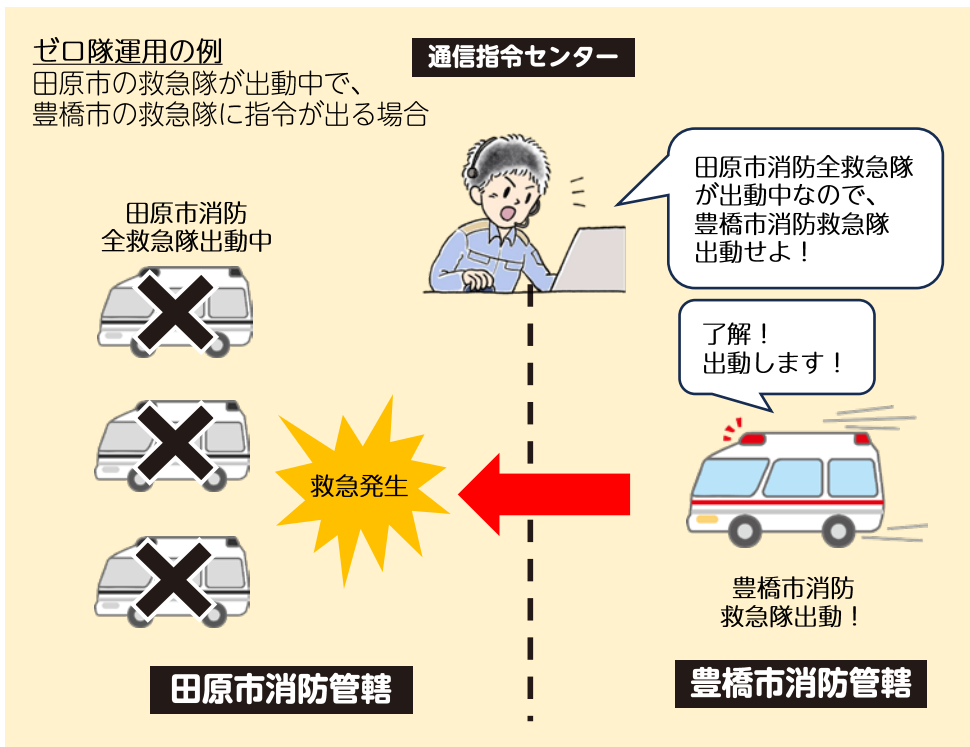 ゼロ隊運用の例
田原市の救急隊が出動中で、
豊橋市の救急隊に指令が出る場合
通信指令センター
田原市消防全救急隊
が出動中なので、
豊橋市消防救急隊
出動せよ！
田原市消防
全救急隊出動中
了解！
出動します！
救急発生
豊橋市消防
救急隊出動！
田原市消防管轄
豊橋市消防管轄